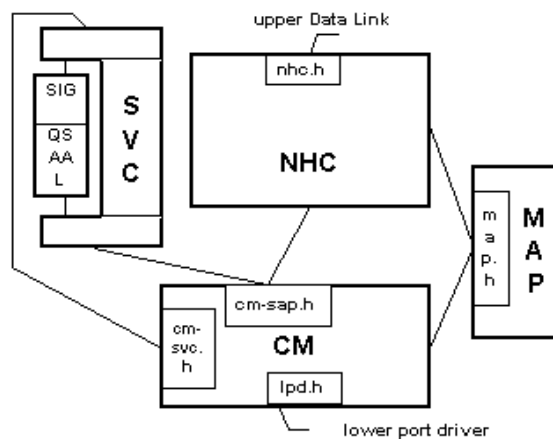 upper Data Link
nhc.h
SIG
QS
AA
L
S
V
C
NHC
m
a
p.
h
M
A
P
cm-sap.h
cm-
svc.
h
CM
lpd.h
lower port driver